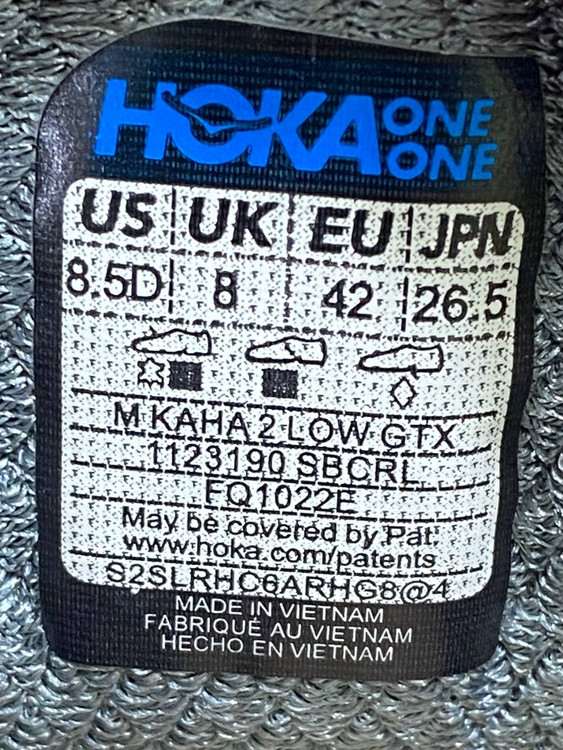 HOKA ONE ONE
US UK EU JPN
8.5D 8 42 26.5
M KAHA 2 LOW GTX
1123190 SBCRL
FQ1022E
May be covered by Pat:
www.hoka.com/patents
S2SLRHC6ARHG8@4
MADE IN VIETNAM
FABRIQUÉ AU VIETNAM
HECHO EN VIETNAM